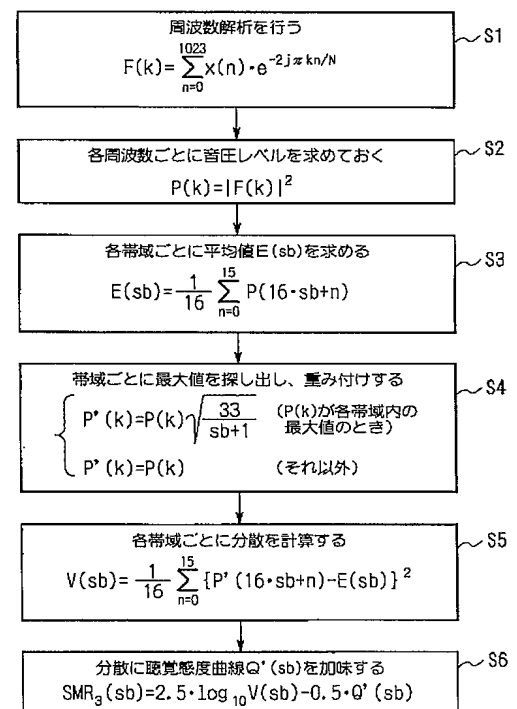 周波数解析を行う
F(k)=∑_{n=0}^{1023} x(n)・e^{-2jπkn/N}
S1
各周波数ごとに音圧レベルを求めておく
P(k)=|F(k)|²
S2
各帯域ごとに平均値E(sb)を求める
E(sb)=1/16 ∑_{n=0}^{15} P(16・sb+n)
S3
帯域ごとに最大値を探し出し、重み付けする
P'(k)=P(k)√(33/(sb+1)) (P(k)が各帯域内の
最大値のとき)
P'(k)=P(k) (それ以外)
S4
各帯域ごとに分散を計算する
V(sb)=1/16 ∑_{n=0}^{15} {P'(16・sb+n)-E(sb)}²
S5
分散に聴覚感度曲線Q'(sb)を加味する
SMR₃(sb)=2.5・log₁₀V(sb)-0.5・Q'(sb)
S6